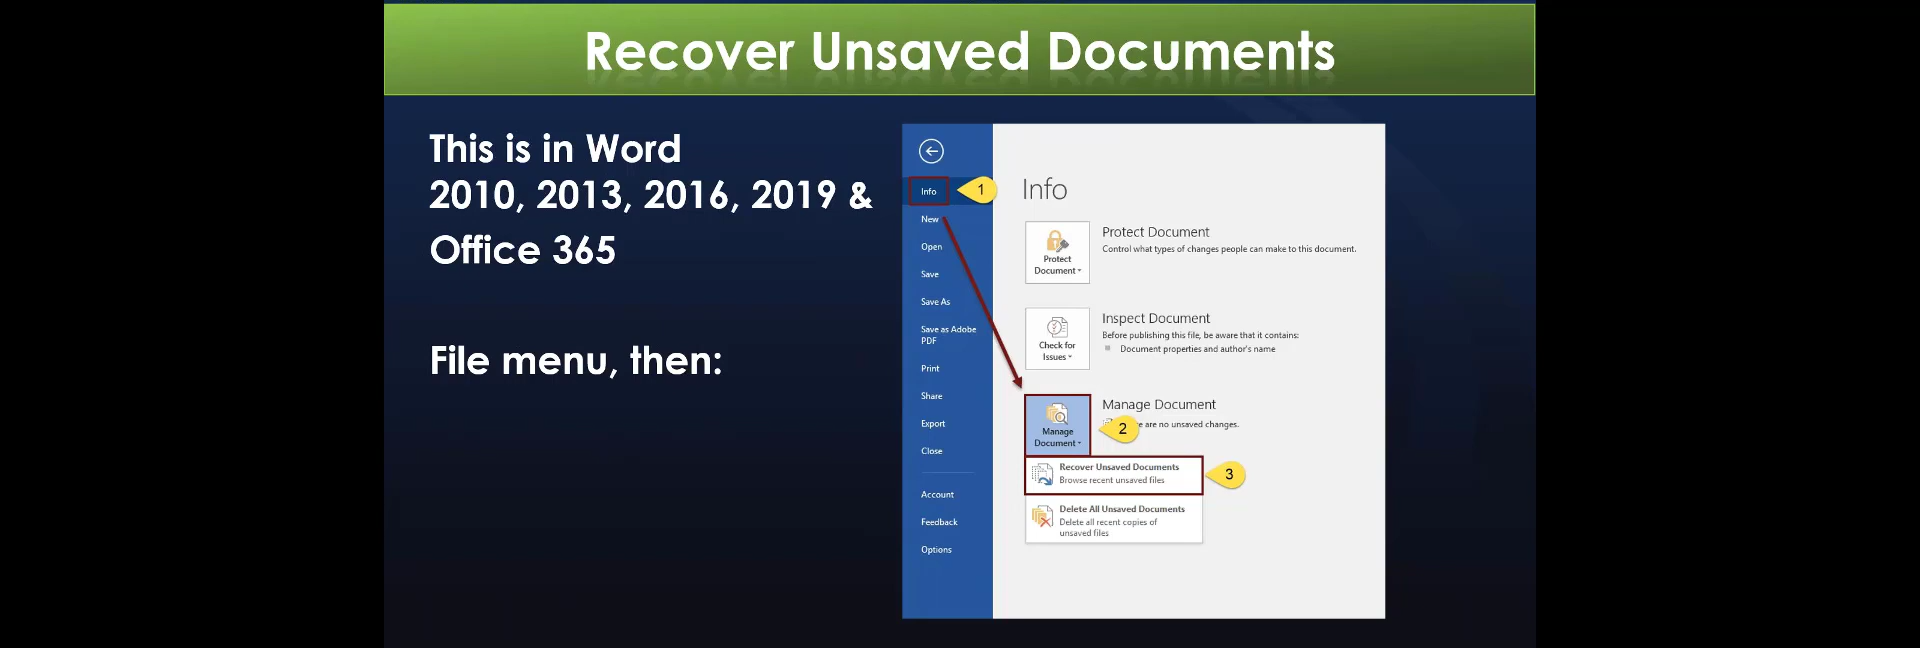 Recover Unsaved Documents
This is in Word
2010, 2013, 2016, 2019 &
Office 365
File menu, then:
Info
1
New
Open
Save
Save As
Save as Adobe
PDF
Print
Share
Export
Close
Account
Feedback
Options
Info
Protect
Document
Protect Document
Control what types of changes people can make to this document.
Check for
Issues
Inspect Document
Before publishing this file, be aware that it contains:
Document properties and author's name
Manage
Document
Manage Document
2
are no unsaved changes.
Recover Unsaved Documents
Browse recent unsaved files
3
Delete All Unsaved Documents
Delete all recent copies of
unsaved files